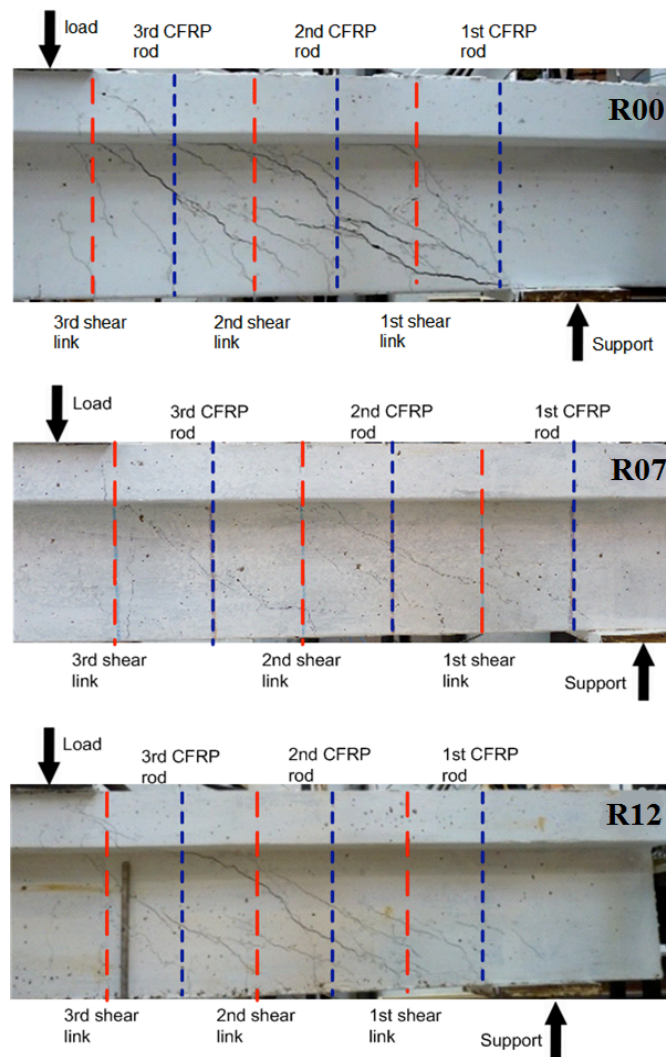 load
3rd CFRP
rod
2nd CFRP
rod
1st CFRP
rod
R00
3rd shear
link
2nd shear
link
1st shear
link
Support
Load
3rd CFRP
rod
2nd CFRP
rod
1st CFRP
rod
R07
3rd shear
link
2nd shear
link
1st shear
link
Support
Load
3rd CFRP
rod
2nd CFRP
rod
1st CFRP
rod
R12
3rd shear
link
2nd shear
link
1st shear
link
Support